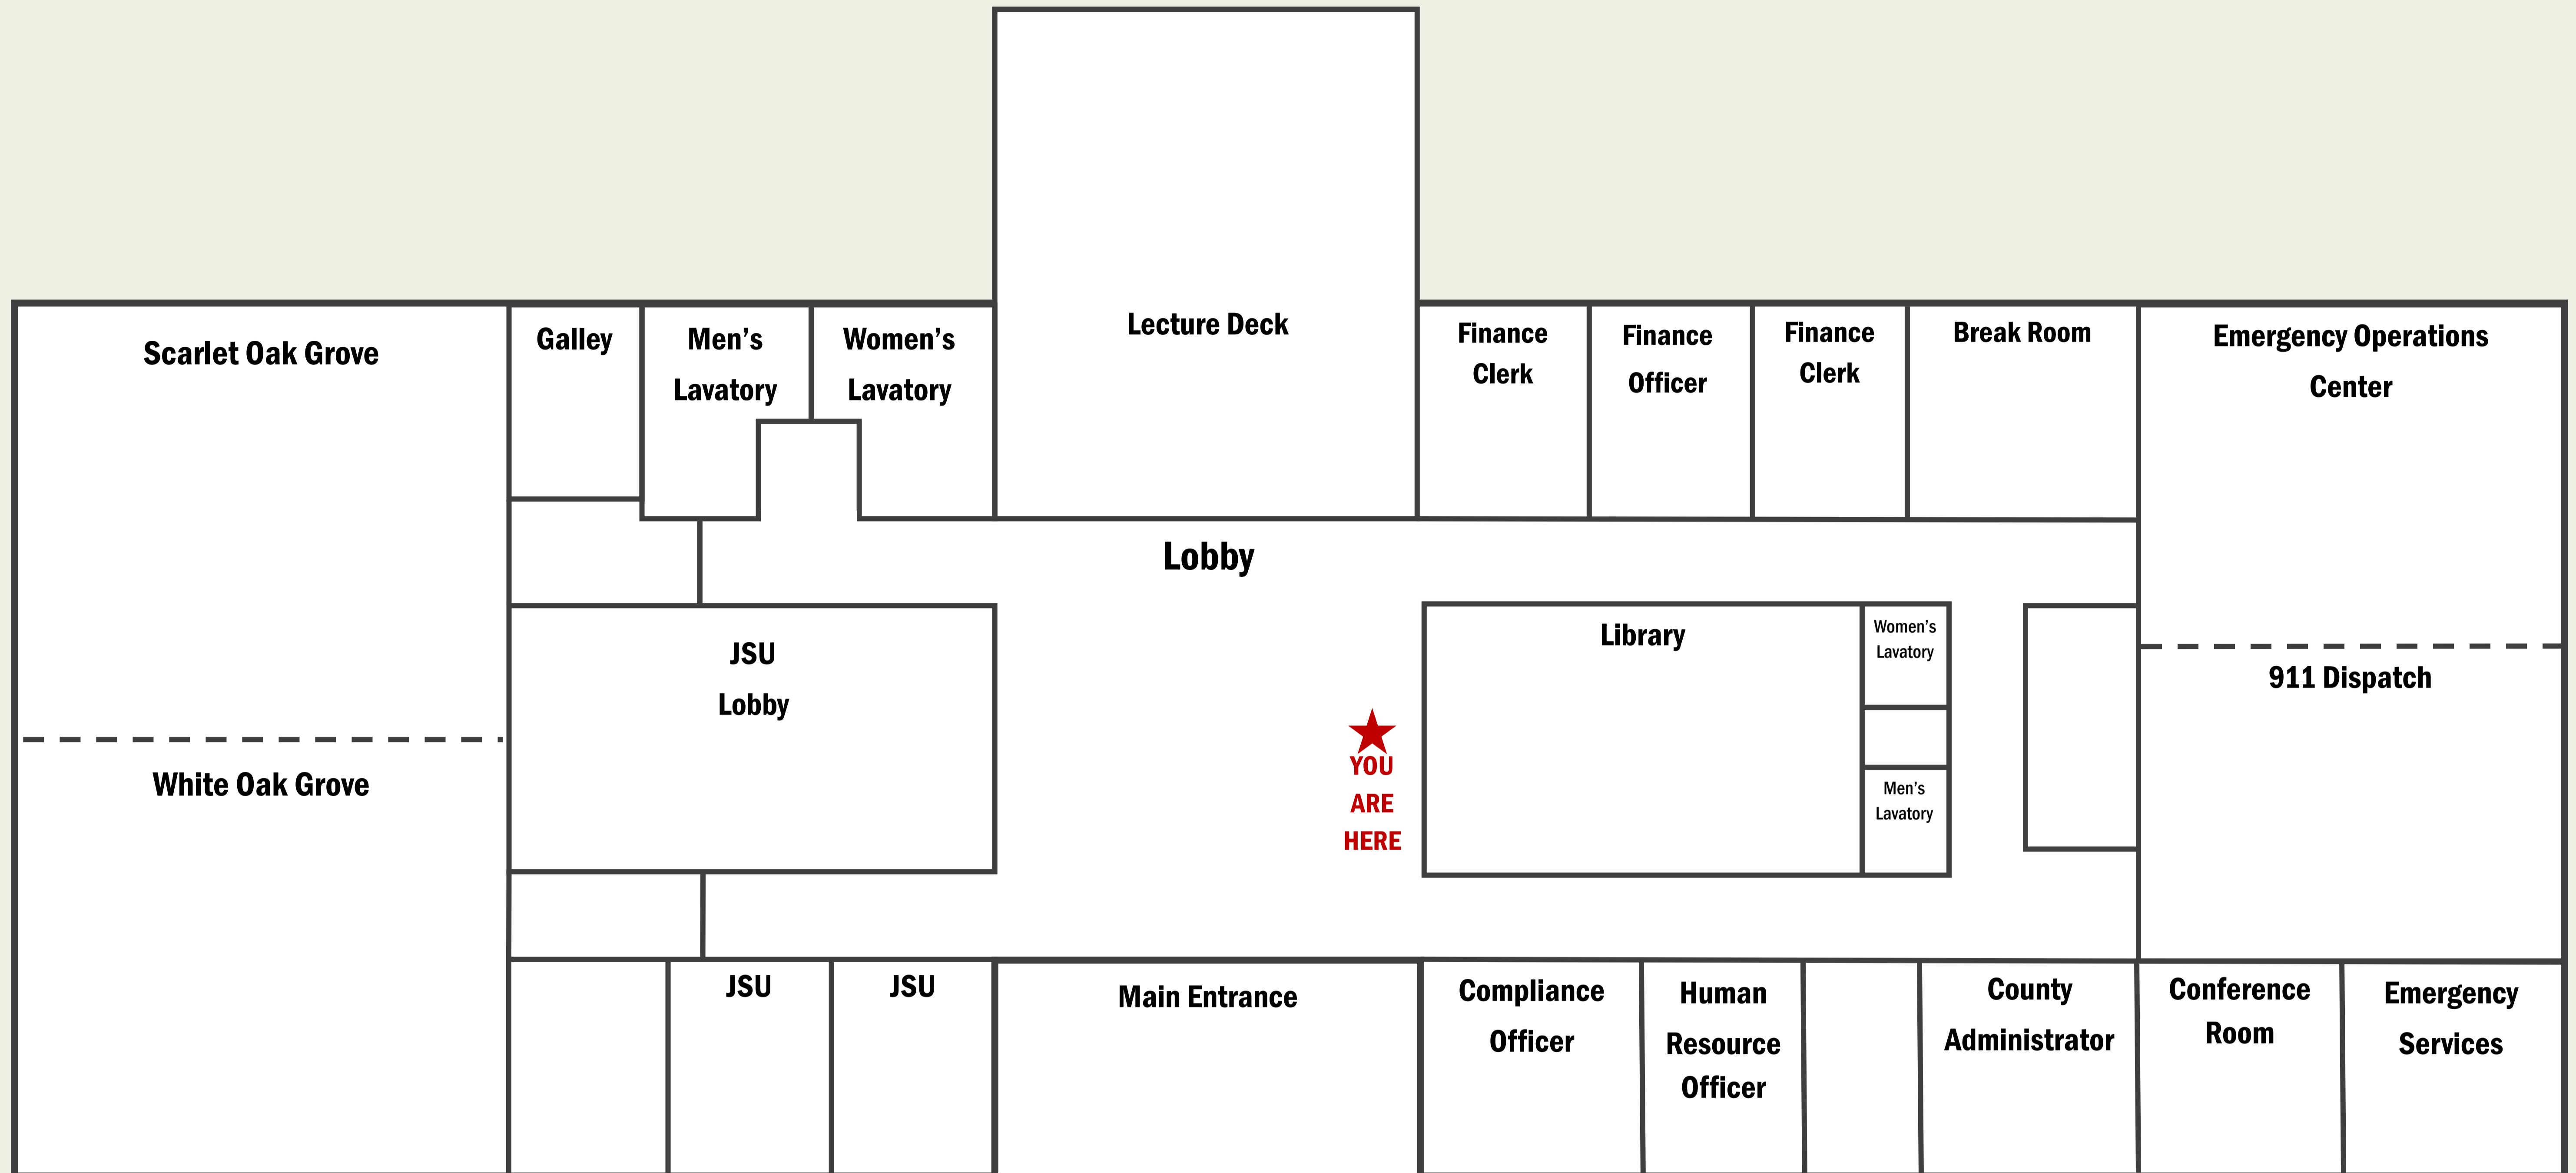 Scarlet Oak Grove
Galley
Men's
Lavatory
Women's
Lavatory
Lecture Deck
Finance
Clerk
Finance
Officer
Finance
Clerk
Break Room
Emergency Operations
Center
Lobby
JSU
Lobby
Library
Women's
Lavatory
Men's
Lavatory
911 Dispatch
YOU
ARE
HERE
White Oak Grove
JSU
JSU
Main Entrance
Compliance
Officer
Human
Resource
Officer
County
Administrator
Conference
Room
Emergency
Services